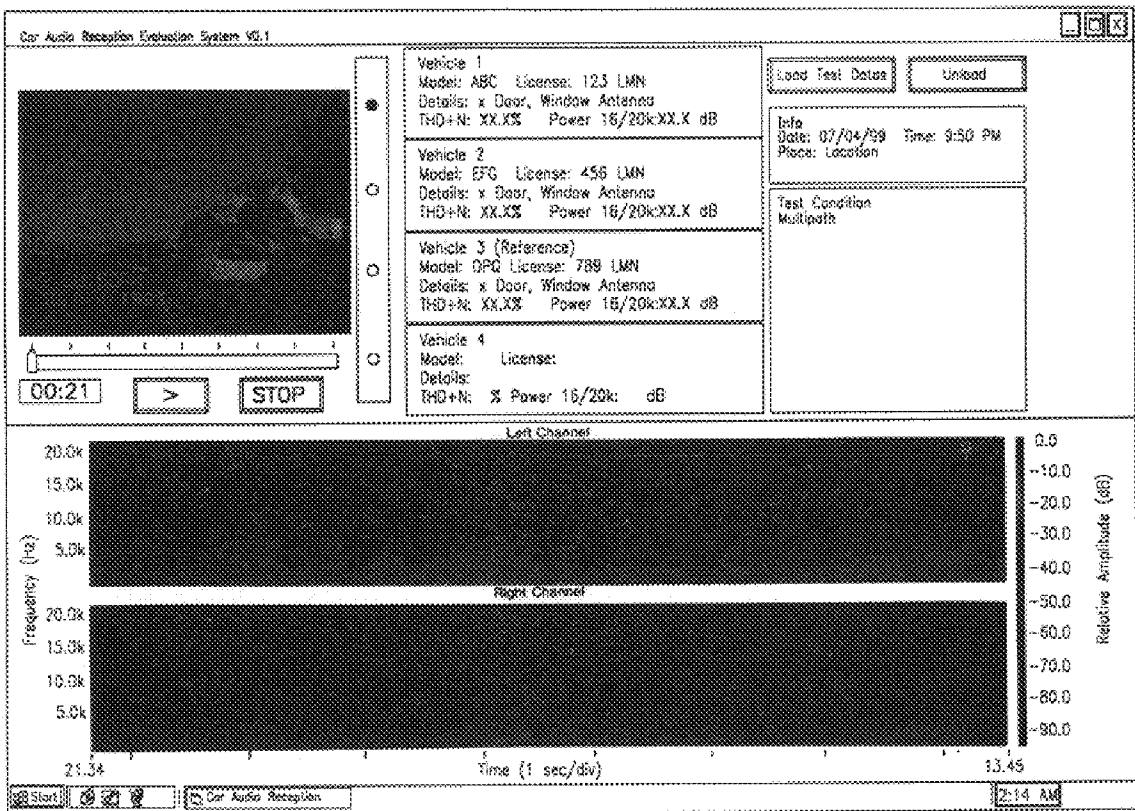 Car Audio Reception Evaluation System V0.1
Vehicle 1
Model: ABC License: 123 LMN
Details: x Door, Window Antenna
THD+N: XX.X% Power 16/20k:XX.X dB
Vehicle 2
Model: EFG License: 456 LMN
Details: x Door, Window Antenna
THD+N: XX.X% Power 16/20k:XX.X dB
Vehicle 3 (Reference)
Model: OPQ License: 789 LMN
Details: x Door, Window Antenna
THD+N: XX.X% Power 16/20k:XX.X dB
Vehicle 4
Model: License:
Details:
THD+N: % Power 16/20k: dB
Load Test Datas
Unload
Info
Date: 07/04/99 Time: 9:50 PM
Place: Location
Test Condition
Multipath
00:21
>
STOP
Left Channel
20.0k
15.0k
10.0k
5.0k
Frequency (Hz)
Right Channel
20.0k
15.0k
10.0k
5.0k
0.0
-10.0
-20.0
-30.0
-40.0
-50.0
-60.0
-70.0
-80.0
-90.0
Relative Amplitude (dB)
21.34
Time (1 sec/div)
13.45
Start
Car Audio Reception
2:14 AM